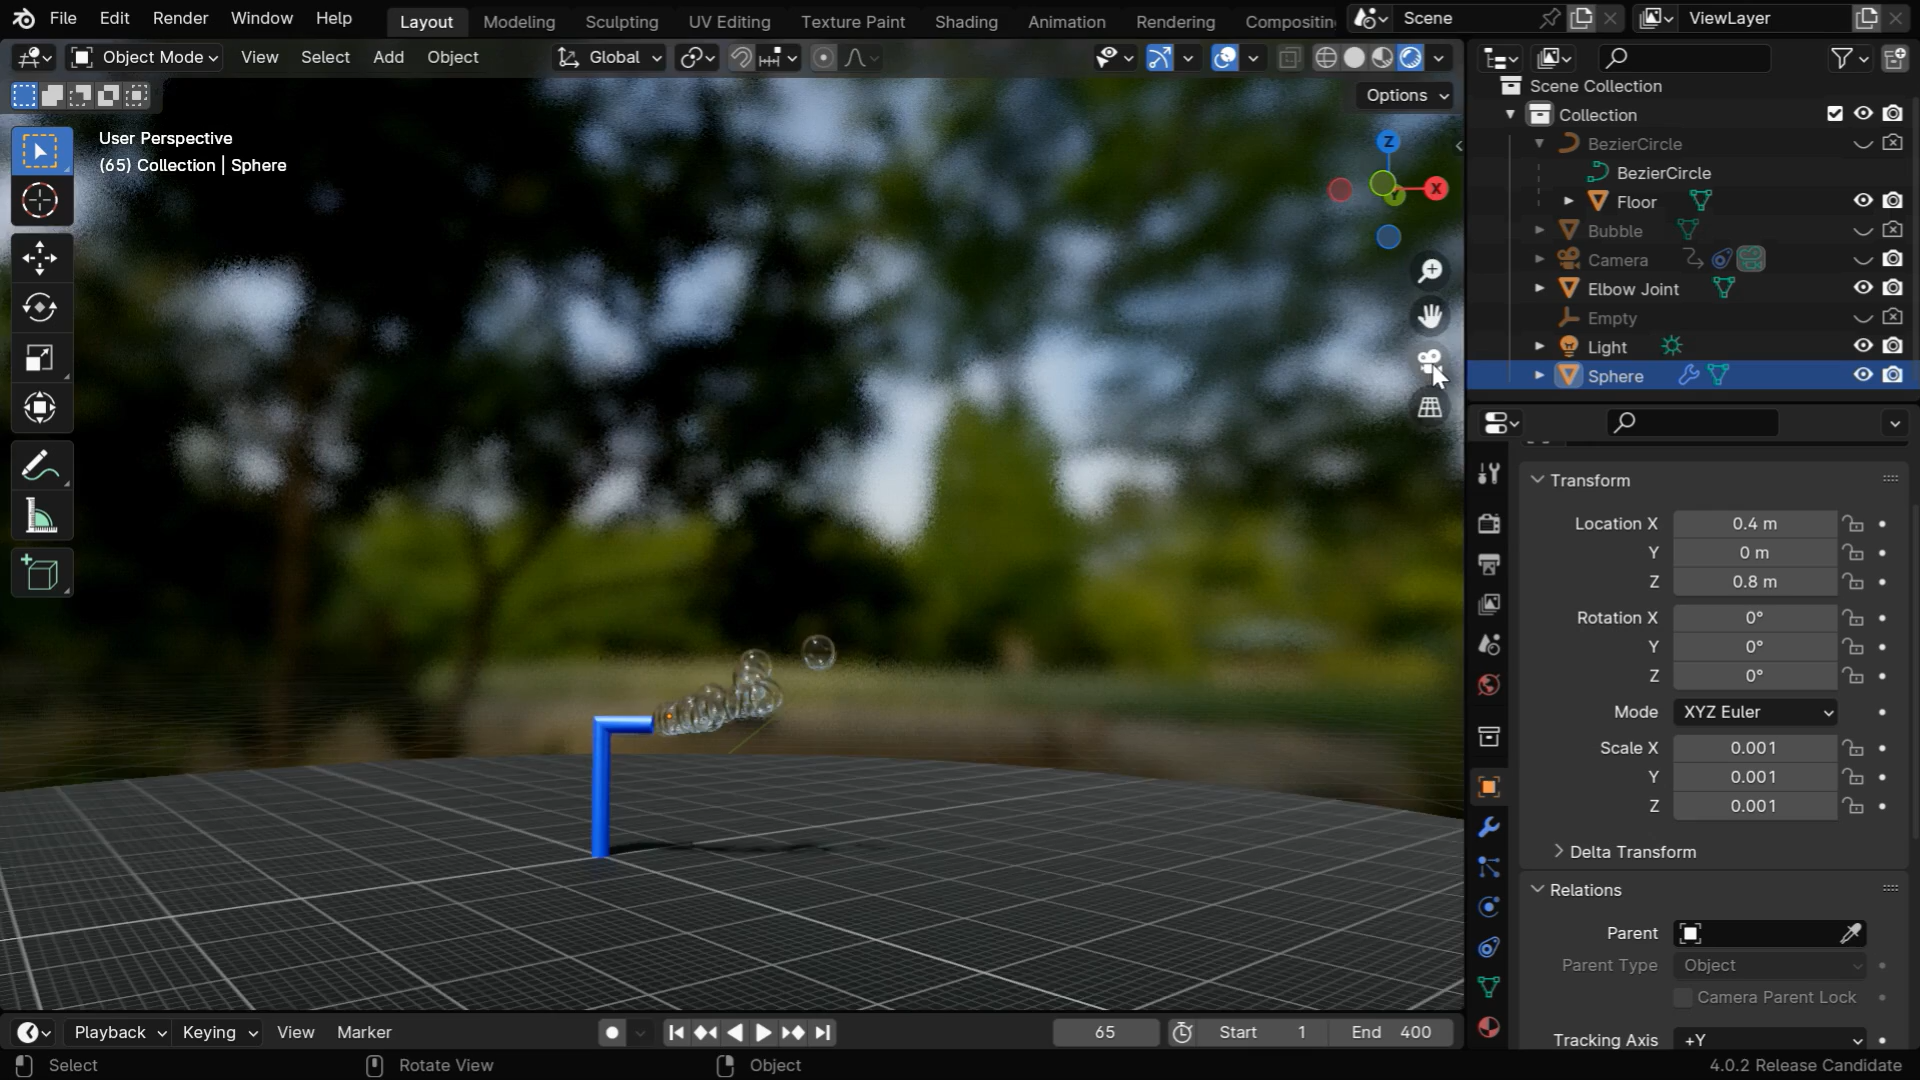 File Edit Render Window Help Layout Modeling Sculpting UV Editing Texture Paint Shading Animation Rendering Compositin Scene ViewLayer
Object Mode View Select Add Object Global
Options
User Perspective
(65) Collection | Sphere
Z
X
Y
Scene Collection
Collection
BezierCircle
BezierCircle
Floor
Bubble
Camera
Elbow Joint
Empty
Light
Sphere
Transform
Location X 0.4 m
Y 0 m
Z 0.8 m
Rotation X 0°
Y 0°
Z 0°
Mode XYZ Euler
Scale X 0.001
Y 0.001
Z 0.001
Delta Transform
Relations
Parent
Parent Type Object
Camera Parent Lock
Tracking Axis +Y
Playback Keying View Marker 65 Start 1 End 400
Select Rotate View Object 4.0.2 Release Candidate